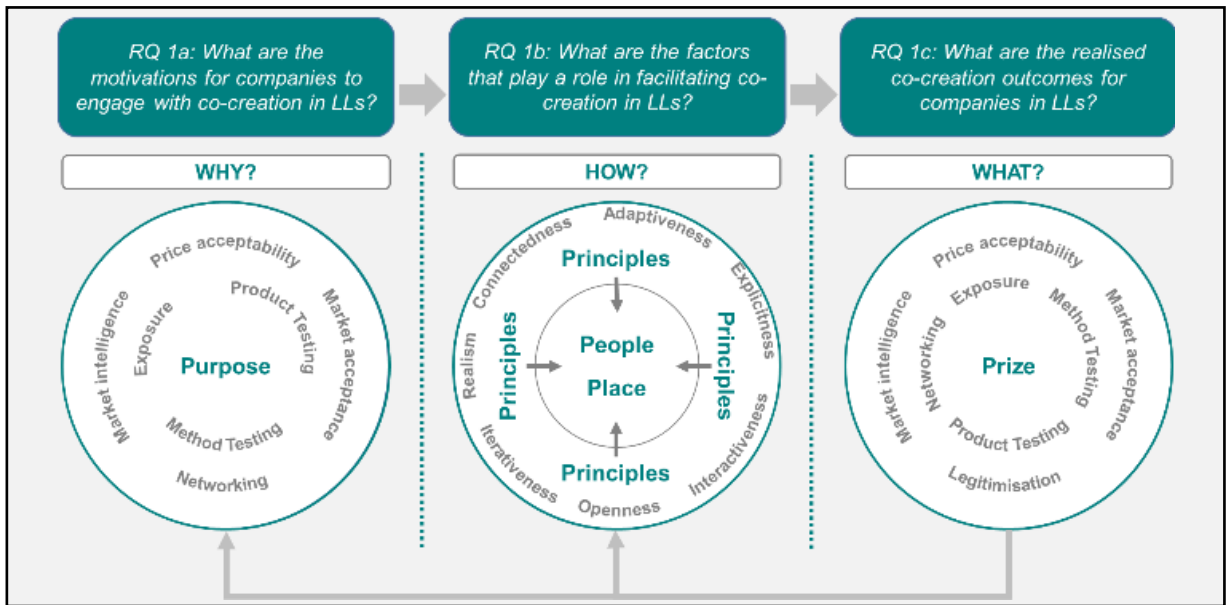 RQ 1a: What are the
motivations for companies to
engage with co-creation in LLs?
RQ 1b: What are the factors
that play a role in facilitating co-
creation in LLs?
RQ 1c: What are the realised
co-creation outcomes for
companies in LLs?
WHY?
HOW?
WHAT?
Price acceptability
Product Testing
Market acceptance
Market intelligence
Exposure
Purpose
Method Testing
Networking
Adaptiveness
Connectedness
Explicitness
Principles
Realism
Principles
People
Place
Principles
Iterativeness
Interactiveness
Principles
Openness
Price acceptability
Exposure
Method Testing
Market acceptance
Market intelligence
Networking
Prize
Product Testing
Legitimisation